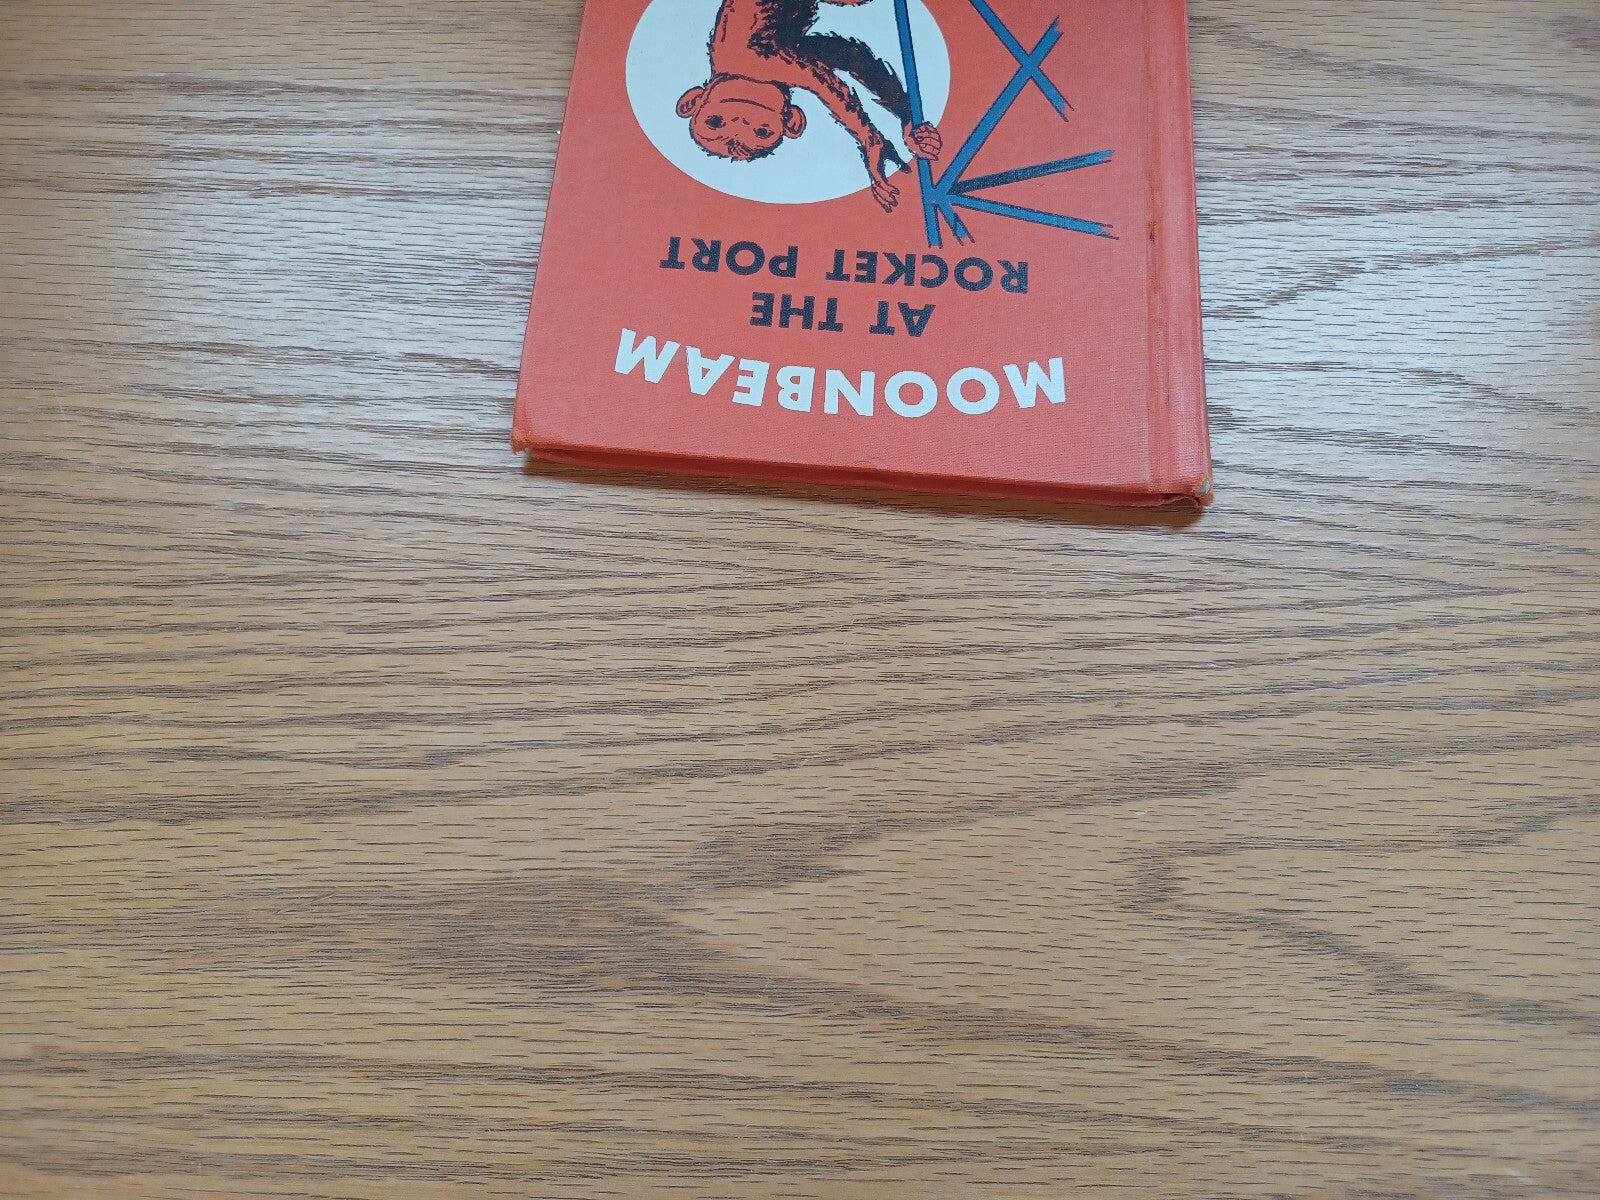 MOONBEAM
AT THE
ROCKET PORT